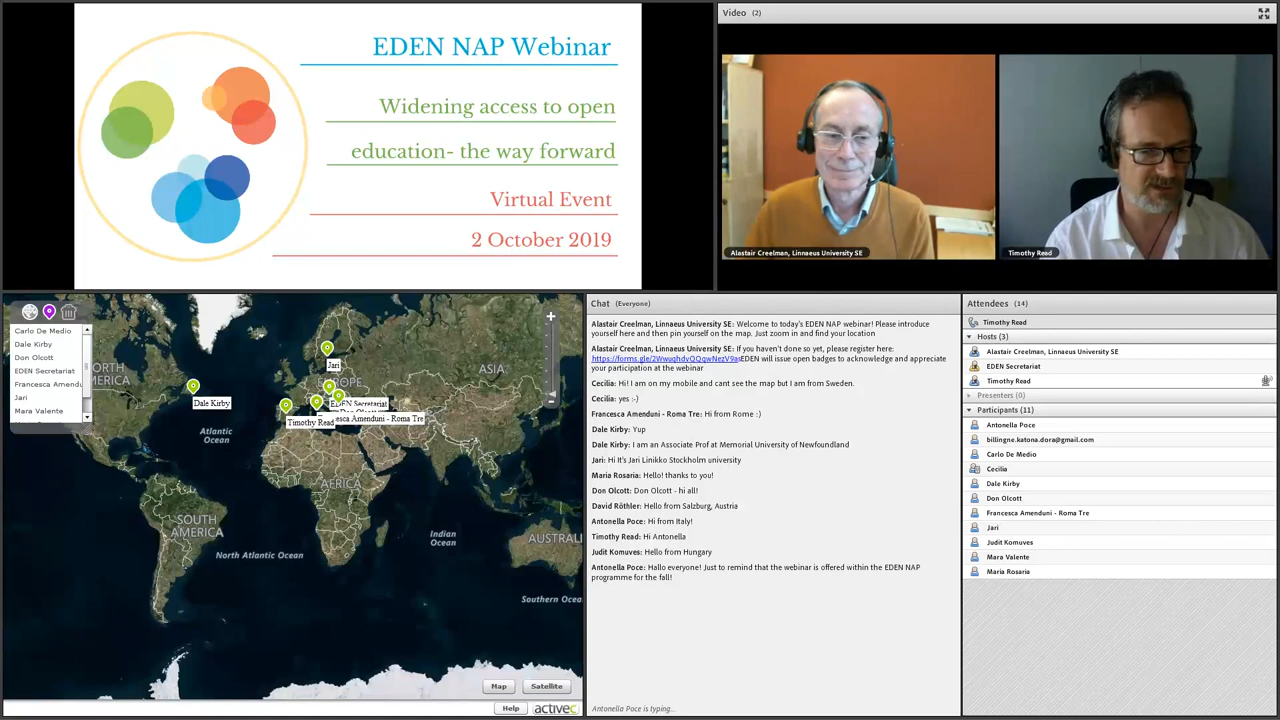 EDEN NAP Webinar
Widening access to open
education- the way forward
Virtual Event
2 October 2019
Video (2)
Alastair Creelman, Linnaeus University SE
Timothy Read
Carlo De Medio
Dale Kirby
Don Olcott
EDEN Secretariat
Francesca Amendu
Jari
Mara Valente
NORTH
AMERICA
EUROPE
ASIA
Jari
Dale Kirby
EDEN Secretariat
Timothy Read
esca Amenduni - Roma Tre
Atlantic
Ocean
AFRICA
SOUTH
AMERICA
Indian
Ocean
AUSTRALI
North Atlantic Ocean
Southern Ocea
Map
Satellite
Help
activec
Chat (Everyone)
Alastair Creelman, Linnaeus University SE: Welcome to today's EDEN NAP webinar! Please introduce
yourself here and then pin yourself on the map. Just zoom in and find your location
Alastair Creelman, Linnaeus University SE: If you haven't done so yet, please register here:
EDEN will issue open badges to acknowledge and appreciate
your participation at the webinar
Cecilia: Hi! I am on my mobile and cant see the map but I am from Sweden.
Cecilia: yes :-)
Francesca Amenduni - Roma Tre: Hi from Rome :)
Dale Kirby: Yup
Dale Kirby: I am an Associate Prof at Memorial University of Newfoundland
Jari: Hi It's Jari Linikko Stockholm university
Maria Rosaria: Hello! thanks to you!
Don Olcott: Don Olcott - hi all!
David Röthler: Hello from Salzburg, Austria
Antonella Poce: Hi from Italy!
Timothy Read: Hi Antonella
Judit Komuves: Hello from Hungary
Antonella Poce: Hallo everyone! Just to remind that the webinar is offered within the EDEN NAP
programme for the fall!
Antonella Poce is typing...
Attendees (14)
Timothy Read
Hosts (3)
Alastair Creelman, Linnaeus University SE
EDEN Secretariat
Timothy Read
Presenters (0)
Participants (11)
Antonella Poce
billingne.katona.dora@gmail.com
Carlo De Medio
Cecilia
Dale Kirby
Don Olcott
Francesca Amenduni - Roma Tre
Jari
Judit Komuves
Mara Valente
Maria Rosaria